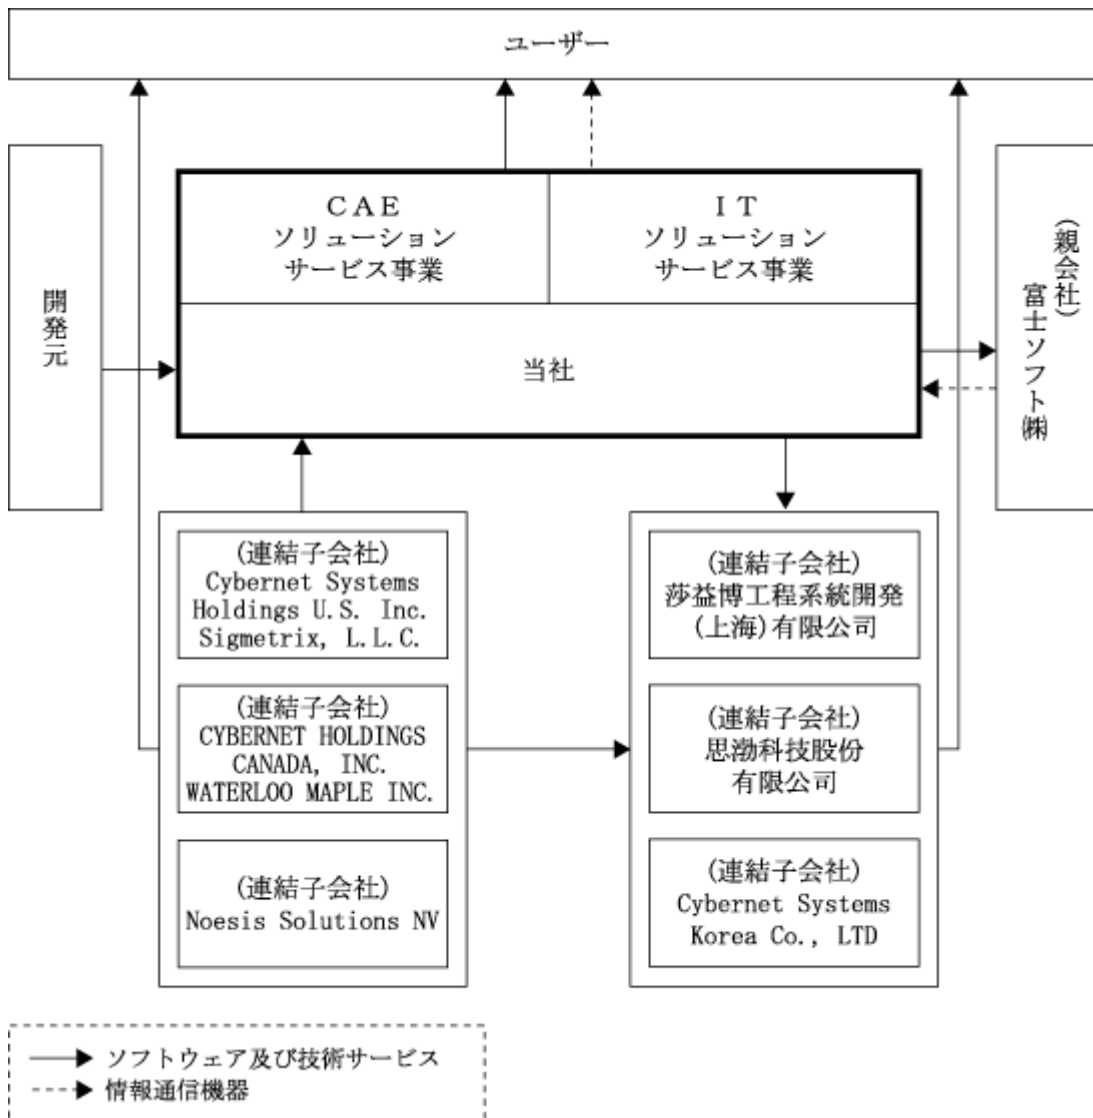 ユーザー
開発元
ＣＡＥ
ソリューション
サービス事業
ＩＴ
ソリューション
サービス事業
当社
(親会社)
富士ソフト㈱
(連結子会社)
Cybernet Systems
Holdings U.S. Inc.
Sigmetrix, L.L.C.
(連結子会社)
CYBERNET HOLDINGS
CANADA, INC.
WATERLOO MAPLE INC.
(連結子会社)
Noesis Solutions NV
(連結子会社)
莎益博工程系統開発
(上海)有限公司
(連結子会社)
思渤科技股份
有限公司
(連結子会社)
Cybernet Systems
Korea Co., LTD
ソフトウェア及び技術サービス
情報通信機器